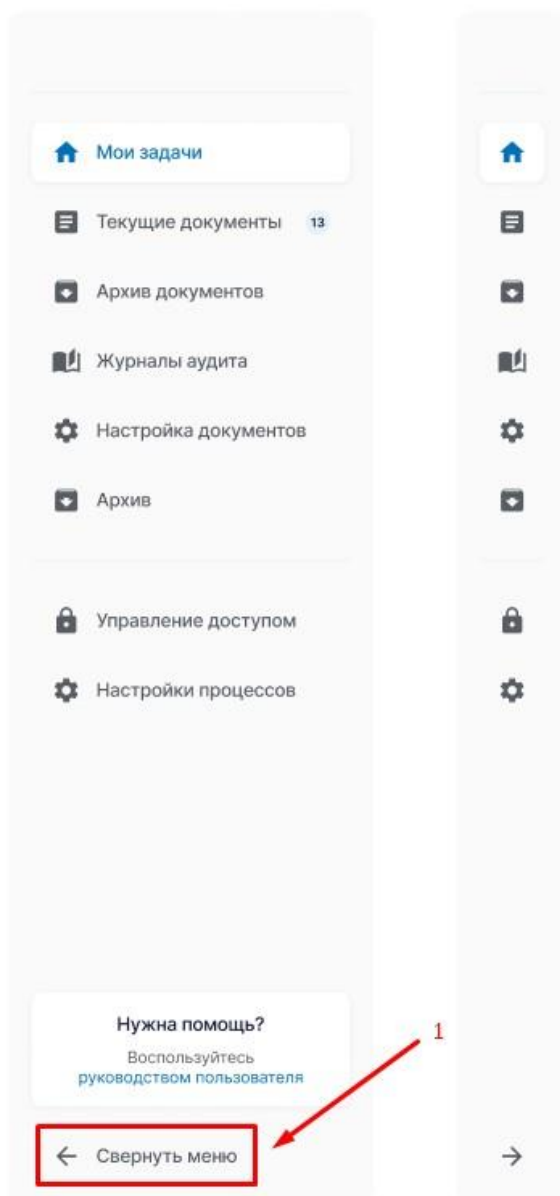 Мои задачи
Текущие документы 13
Архив документов
Журналы аудита
Настройка документов
Архив
Управление доступом
Настройки процессов
Нужна помощь?
Воспользуйтесь
руководством пользователя
1
Свернуть меню